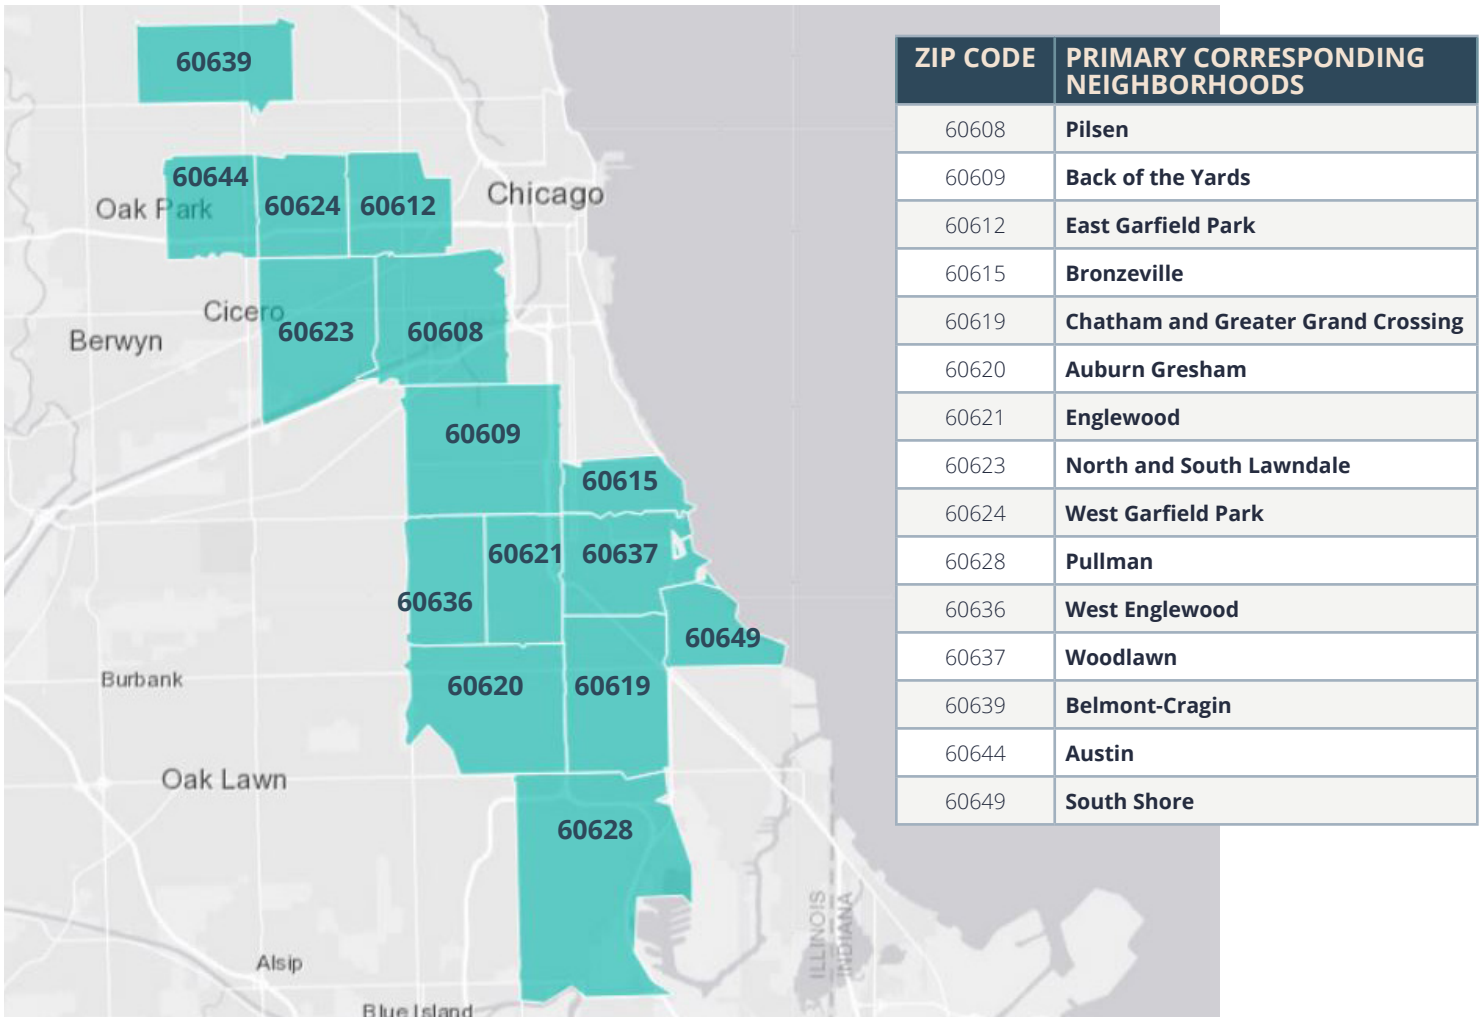 60639
60644
Oak Park
60624
60612
Chicago
Cicero
60623
60608
Berwyn
60609
60615
60621
60637
60636
60649
Burbank
60620
60619
Oak Lawn
60628
ILLINOIS
INDIANA
Alsip
Blue Island
ZIP CODE
PRIMARY CORRESPONDING
NEIGHBORHOODS
60608 Pilsen
60609 Back of the Yards
60612 East Garfield Park
60615 Bronzeville
60619 Chatham and Greater Grand Crossing
60620 Auburn Gresham
60621 Englewood
60623 North and South Lawndale
60624 West Garfield Park
60628 Pullman
60636 West Englewood
60637 Woodlawn
60639 Belmont-Cragin
60644 Austin
60649 South Shore